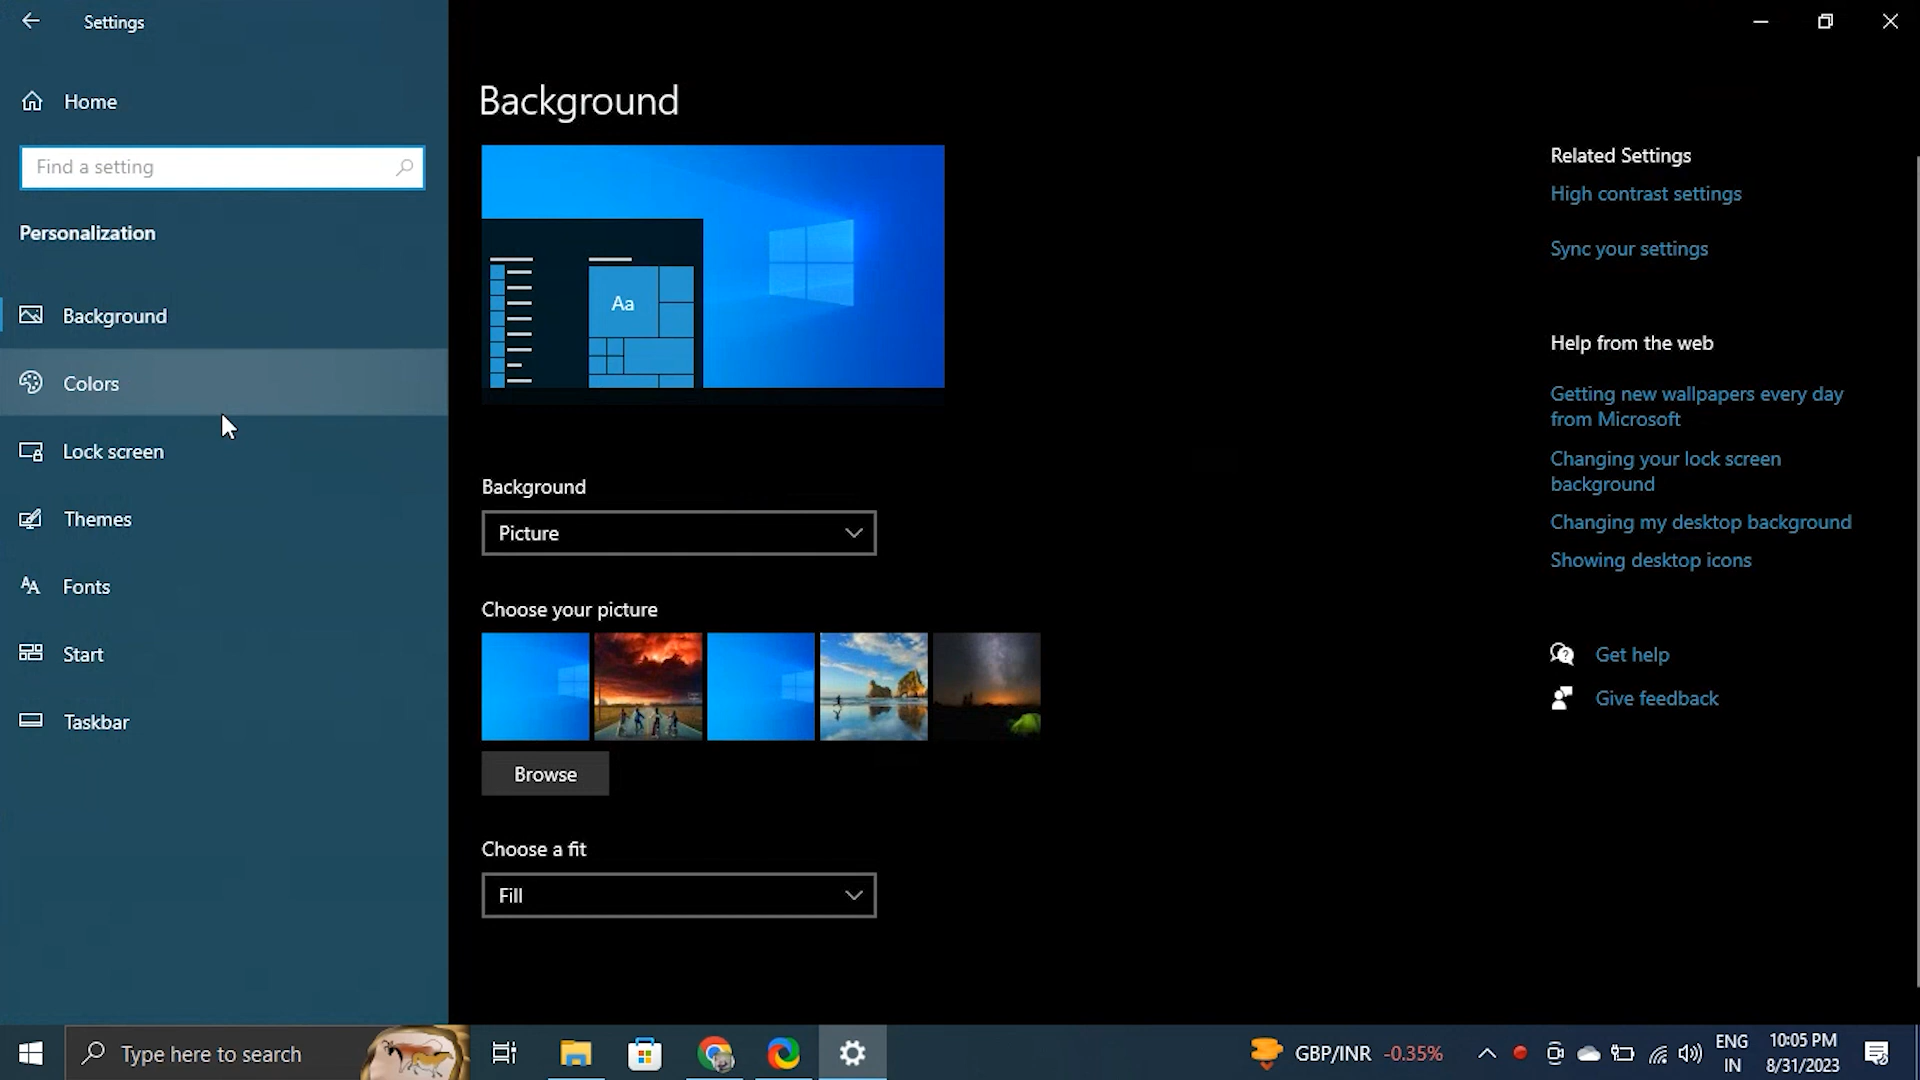 Settings
Home
Find a setting
Personalization
Background
Colors
Lock screen
Themes
Fonts
Start
Taskbar
Background
Aa
Background
Picture
Choose your picture
Browse
Choose a fit
Fill
Related Settings
High contrast settings
Sync your settings
Help from the web
Getting new wallpapers every day
from Microsoft
Changing your lock screen
background
Changing my desktop background
Showing desktop icons
Get help
Give feedback
Type here to search
GBP/INR -0.35%
ENG
IN
10:05 PM
8/31/2023